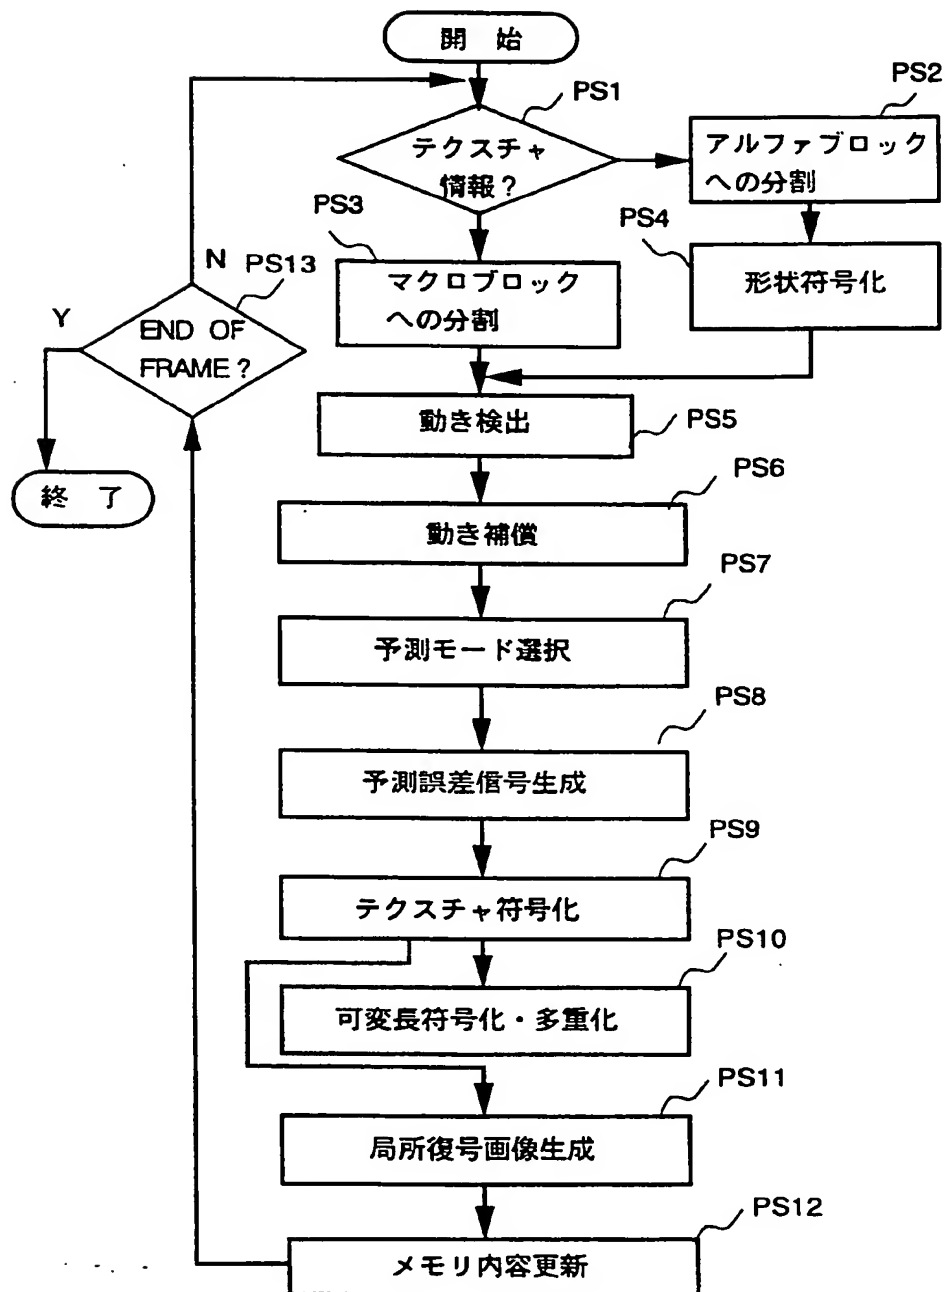 開 始
PS1
PS2
テクスチャ
情報?
アルファブロック
への分割
PS3
PS4
マクロブロック
への分割
形状符号化
N
PS13
Y
END OF
FRAME?
動き検出
PS5
終 了
PS6
動き補償
PS7
予測モード選択
PS8
予測誤差信号生成
PS9
テクスチャ符号化
PS10
可変長符号化・多重化
PS11
局所復号画像生成
PS12
メモリ内容更新